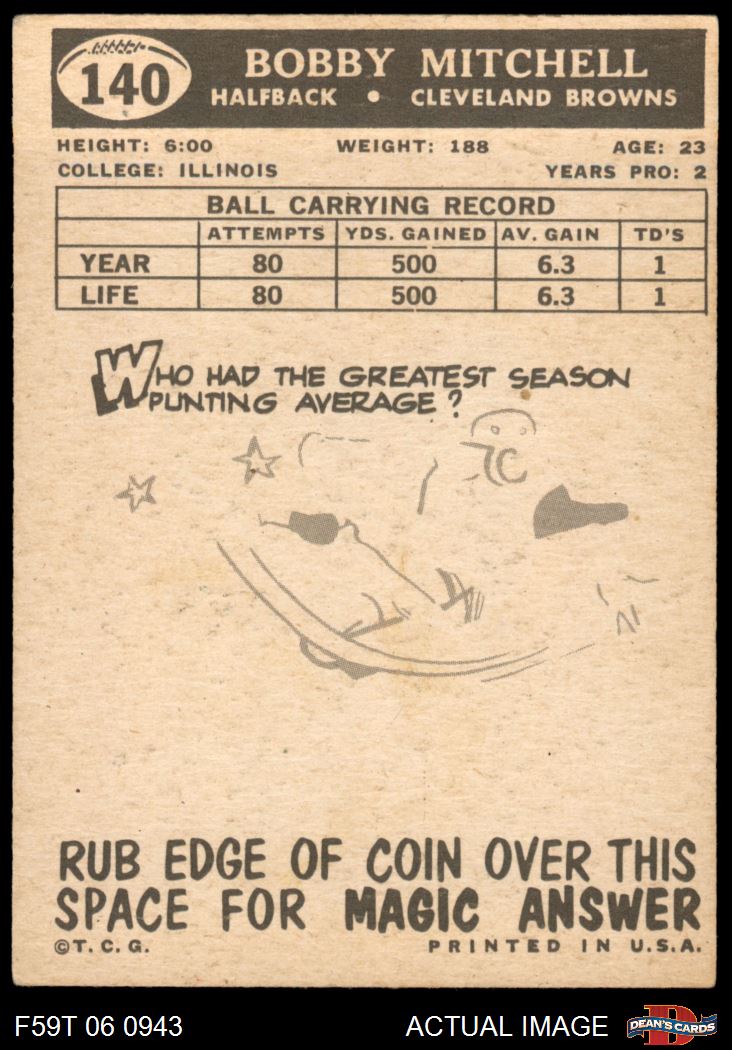 140
BOBBY MITCHELL
HALFBACK • CLEVELAND BROWNS
HEIGHT: 6:00 WEIGHT: 188 AGE: 23
COLLEGE: ILLINOIS YEARS PRO: 2
BALL CARRYING RECORD
ATTEMPTS YDS. GAINED AV. GAIN TD'S
YEAR 80 500 6.3 1
LIFE 80 500 6.3 1
WHO HAD THE GREATEST SEASON
PUNTING AVERAGE?
RUB EDGE OF COIN OVER THIS
SPACE FOR MAGIC ANSWER
©T. C. G. PRINTED IN U.S.A.
F59T 06 0943 ACTUAL IMAGE DEAN'S CARDS